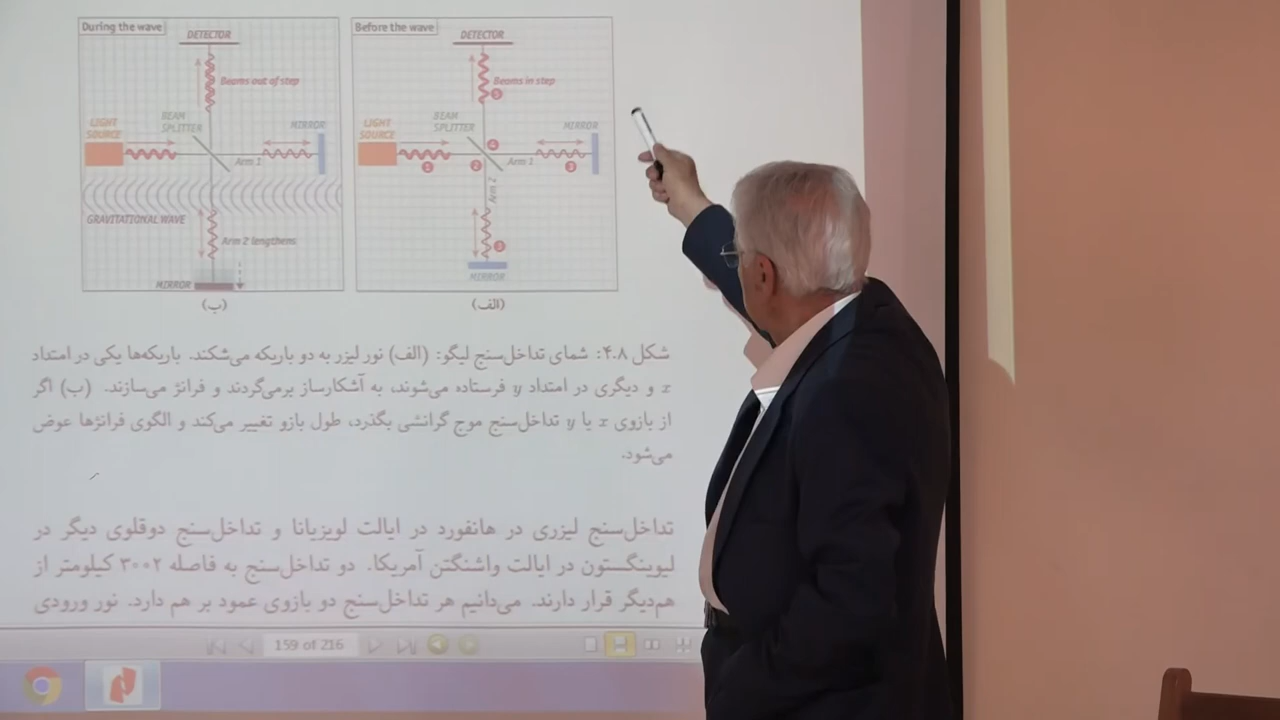 During the wave
DETECTOR
Beams out of step
BEAM
SPLITTER
LIGHT
SOURCE
MIRROR
Arm 1
GRAVITATIONAL WAVE
Arm 2 lengthens
MIRROR
(ب)
Before the wave
DETECTOR
Beams in step
5
BEAM
SPLITTER
LIGHT
SOURCE
MIRROR
4
Arm 1
1
2
3
Arm 2
3
MIRROR
(الف)
شکل ۴.۸: شمای تداخل‌سنج لیگو: (الف) نور لیزر به دو باریکه می‌شکند. باریکه‌ها یکی در امتداد
x و دیگری در امتداد y فرستاده می‌شوند، به آشکارساز برمی‌گردند و فرانژ می‌سازند. (ب) اگر
از بازوی x یا y تداخل‌سنج موج گرانشی بگذرد، طول بازو تغییر می‌کند و الگوی فرانژها عوض
می‌شود.
تداخل‌سنج لیزری در هانفورد در ایالت لویزیانا و تداخل‌سنج دوقلوی دیگر در
لیوینگستون در ایالت واشنگتن آمریکا. دو تداخل‌سنج به فاصله ۳۰۰۲ کیلومتر از
هم‌دیگر قرار دارند. می‌دانیم هر تداخل‌سنج دو بازوی عمود بر هم دارد. نور ورودی
159 of 216